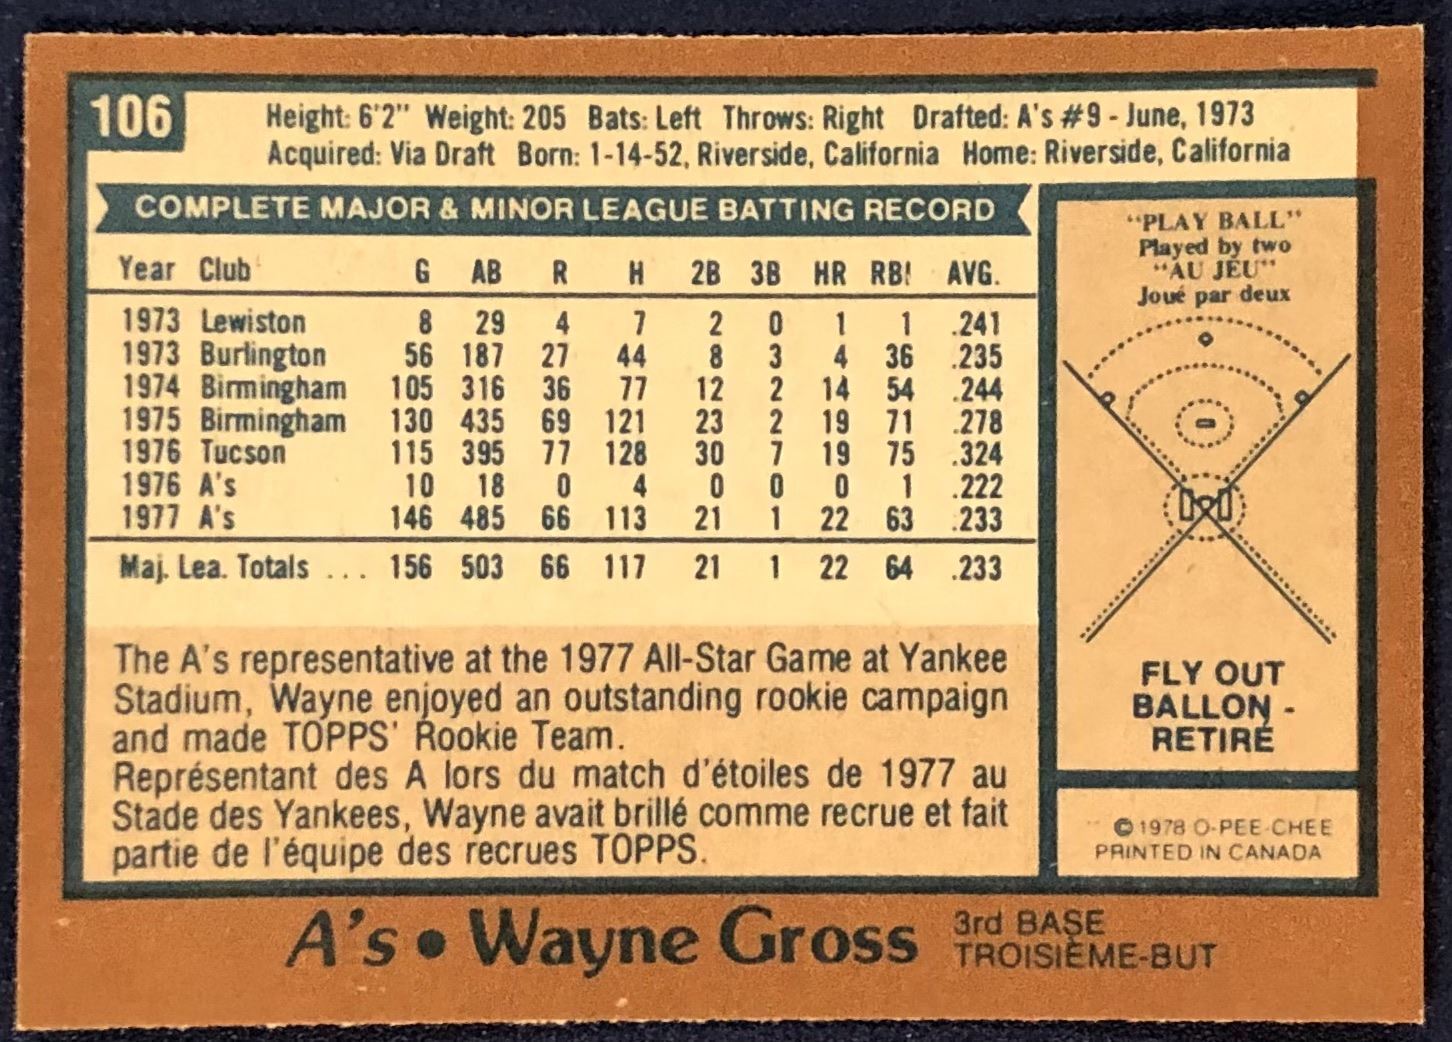 106
Height: 6'2" Weight: 205 Bats: Left Throws: Right Drafted: A's #9 - June, 1973
Acquired: Via Draft Born: 1-14-52, Riverside, California Home: Riverside, California
COMPLETE MAJOR & MINOR LEAGUE BATTING RECORD
Year Club G AB R H 2B 3B HR RBI AVG.
1973 Lewiston 8 29 4 7 2 0 1 1 .241
1973 Burlington 56 187 27 44 8 3 4 36 .235
1974 Birmingham 105 316 36 77 12 2 14 54 .244
1975 Birmingham 130 435 69 121 23 2 19 71 .278
1976 Tucson 115 395 77 128 30 7 19 75 .324
1976 A's 10 18 0 4 0 0 0 1 .222
1977 A's 146 485 66 113 21 1 22 63 .233
Maj. Lea. Totals ... 156 503 66 117 21 1 22 64 .233
The A's representative at the 1977 All-Star Game at Yankee
Stadium, Wayne enjoyed an outstanding rookie campaign
and made TOPPS' Rookie Team.
Représentant des A lors du match d'étoiles de 1977 au
Stade des Yankees, Wayne avait brillé comme recrue et fait
partie de l'équipe des recrues TOPPS.
"PLAY BALL"
Played by two
"AU JEU"
Joué par deux
FLY OUT
BALLON -
RETIRÉ
© 1978 O-PEE-CHEE
PRINTED IN CANADA
A's • Wayne Gross
3rd BASE
TROISIÈME-BUT